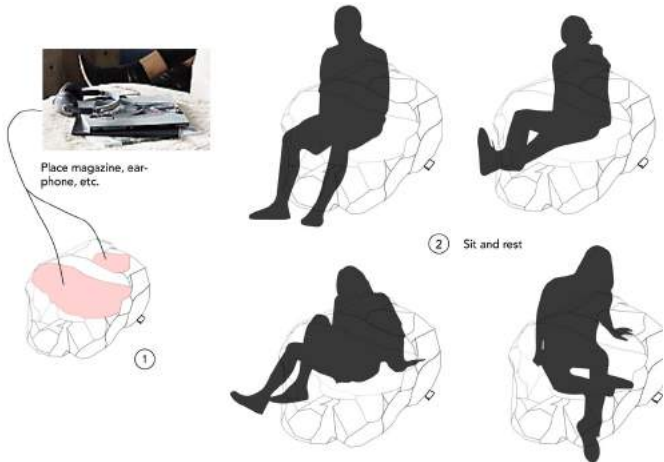 Place magazine, ear-
phone, etc.
2 Sit and rest
1